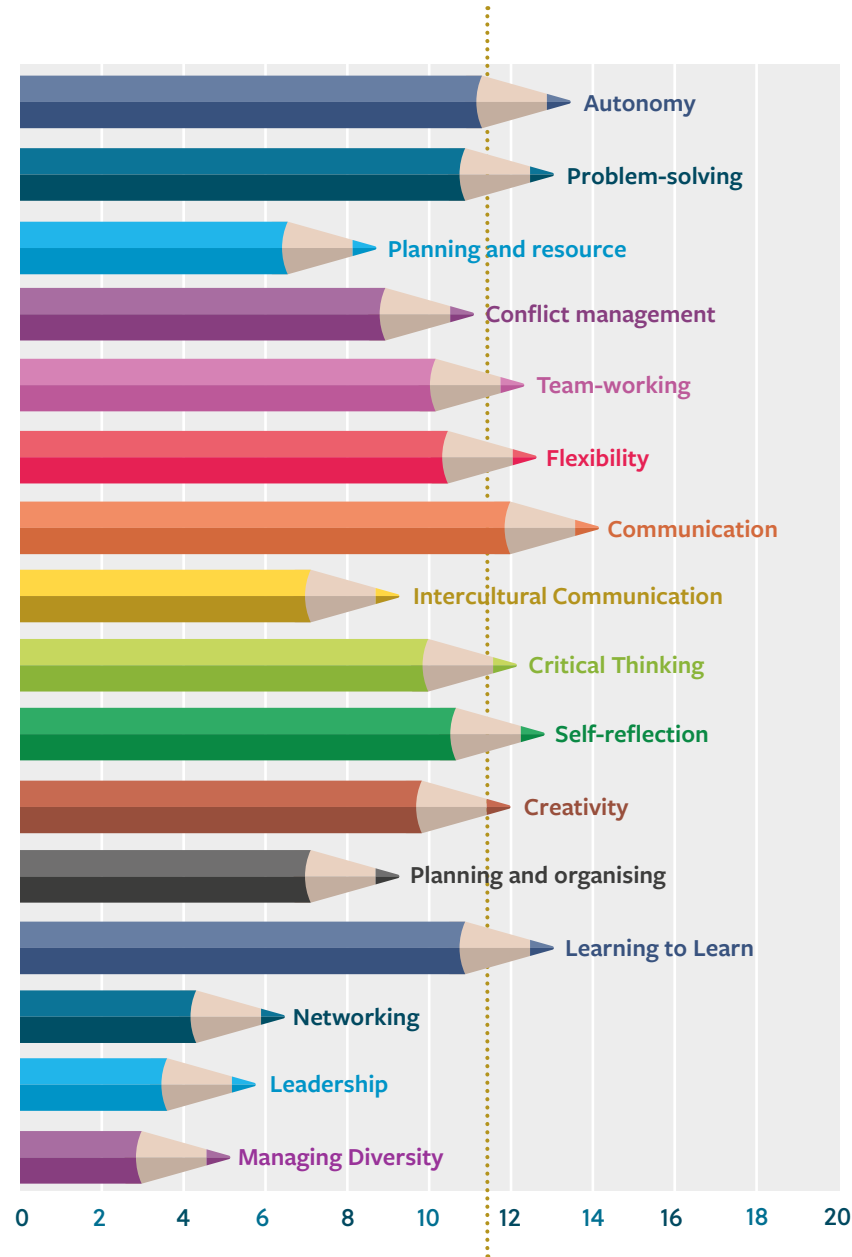 Autonomy
Problem-solving
Planning and resource
Conflict management
Team-working
Flexibility
Communication
Intercultural Communication
Critical Thinking
Self-reflection
Creativity
Planning and organising
Learning to Learn
Networking
Leadership
Managing Diversity
0 2 4 6 8 10 12 14 16 18 20